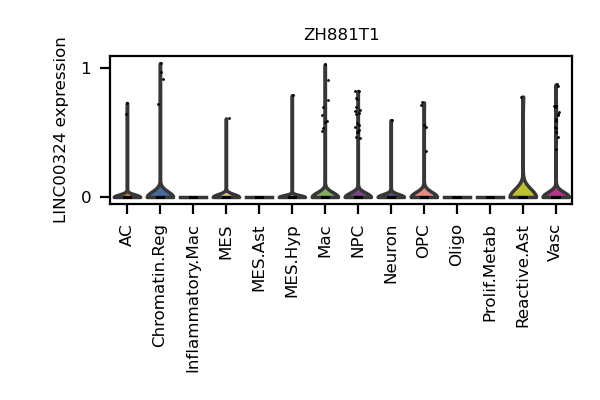 ZH881T1
LINC00324 expression
1
0
AC
Chromatin.Reg
Inflammatory.Mac
MES
MES.Ast
MES.Hyp
Mac
NPC
Neuron
OPC
Oligo
Prolif.Metab
Reactive.Ast
Vasc